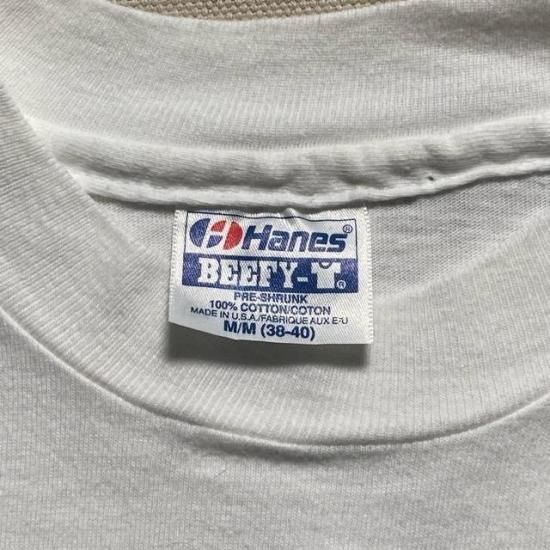 Hanes®
BEEFY-T®
PRE-SHRUNK
100% COTTON/COTON
MADE IN U.S.A./FABRIQUE AUX E-U
M/M (38-40)